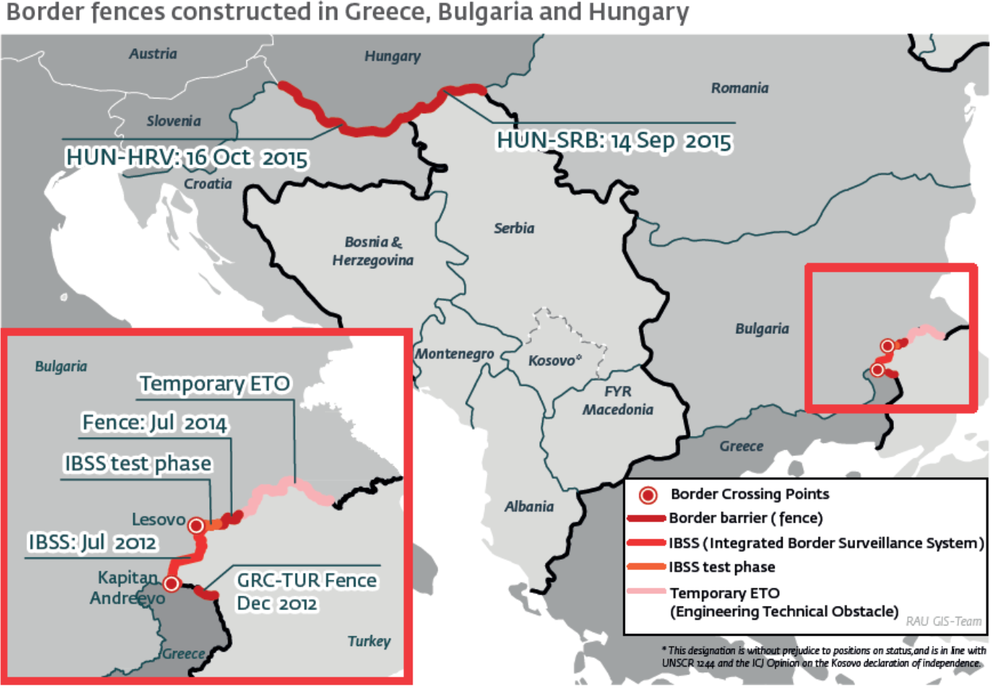 Border fences constructed in Greece, Bulgaria and Hungary
Austria
Hungary
Romania
Slovenia
HUN-SRB: 14 Sep 2015
HUN-HRV: 16 Oct 2015
Croatia
Serbia
Bosnia &
Herzegovina
Bulgaria
Montenegro
Kosovo*
FYR
Macedonia
Greece
Albania
Bulgaria
Temporary ETO
Fence: Jul 2014
IBSS test phase
Lesovo
IBSS: Jul 2012
Kapitan
Andreevo
GRC-TUR Fence
Dec 2012
Turkey
Greece
Border Crossing Points
Border barrier ( fence)
IBSS (Integrated Border Surveillance System)
IBSS test phase
Temporary ETO
(Engineering Technical Obstacle)
RAU GIS-Team
* This designation is without prejudice to positions on status,and is in line with
UNSCR 1244 and the ICJ Opinion on the Kosovo declaration of independence.